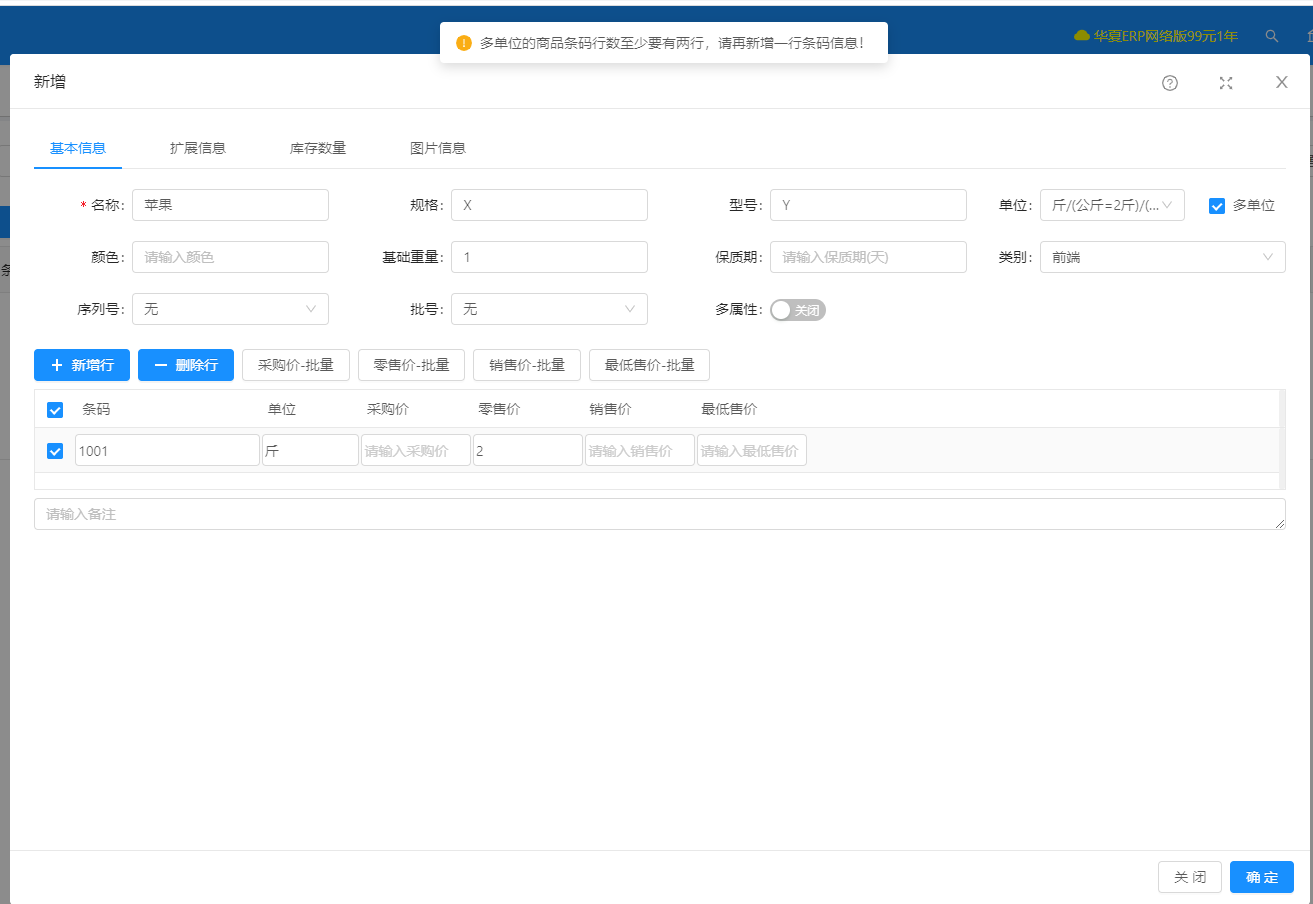 多单位的商品条码行数至少要有两行，请再新增一行条码信息！
华夏ERP网络版99元1年
新增
基本信息 扩展信息 库存数量 图片信息
* 名称： 苹果 规格： X 型号： Y 单位： 斤/(公斤=2斤)/(... 多单位
颜色： 请输入颜色 基础重量： 1 保质期： 请输入保质期(天) 类别： 前端
序列号： 无 批号： 无 多属性： 关闭
新增行 删除行 采购价-批量 零售价-批量 销售价-批量 最低售价-批量
条码 单位 采购价 零售价 销售价 最低售价
1001 斤 请输入采购价 2 请输入销售价 请输入最低售价
请输入备注
关 闭 确 定